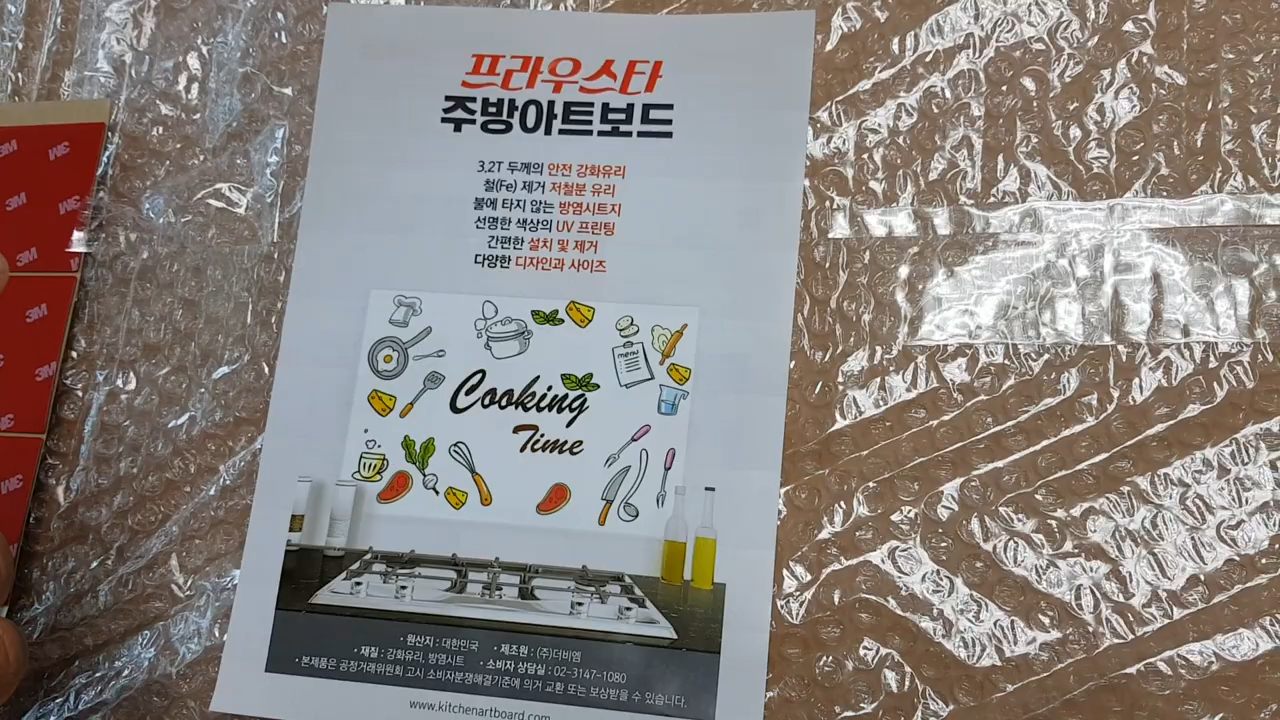 프라우스타
주방아트보드
3.2T 두께의 안전 강화유리
철(Fe) 제거 저철분 유리
불에 타지 않는 방염시트지
선명한 색상의 UV 프린팅
간편한 설치 및 제거
다양한 디자인과 사이즈
menu
Cooking
Time
• 원산지 : 대한민국 • 제조원 : (주)더비엠
• 재질 : 강화유리, 방염시트 • 소비자 상담실 : 02-3147-1080
• 본제품은 공정거래위원회 고시 소비자분쟁해결기준에 의거 교환 또는 보상받을 수 있습니다.
www.kitchenartboard.com
3M
3M
3M
3M
3M
3M
3M
3M
3M